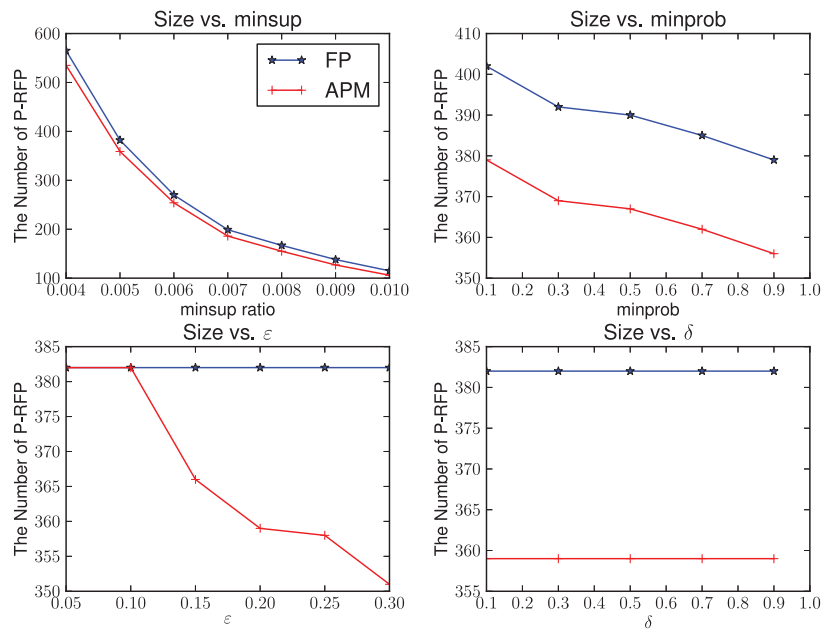 Size vs. minsup
The Number of P-RFP
600
500
400
300
200
100
0.004 0.005 0.006 0.007 0.008 0.009 0.010
minsup ratio
FP
APM
Size vs. minprob
The Number of P-RFP
410
400
390
380
370
360
350
0.1 0.2 0.3 0.4 0.5 0.6 0.7 0.8 0.9 1.0
minprob
Size vs. ε
The Number of P-RFP
385
380
375
370
365
360
355
350
0.05 0.10 0.15 0.20 0.25 0.30
ε
Size vs. δ
The Number of P-RFP
385
380
375
370
365
360
355
0.1 0.2 0.3 0.4 0.5 0.6 0.7 0.8 0.9 1.0
δ